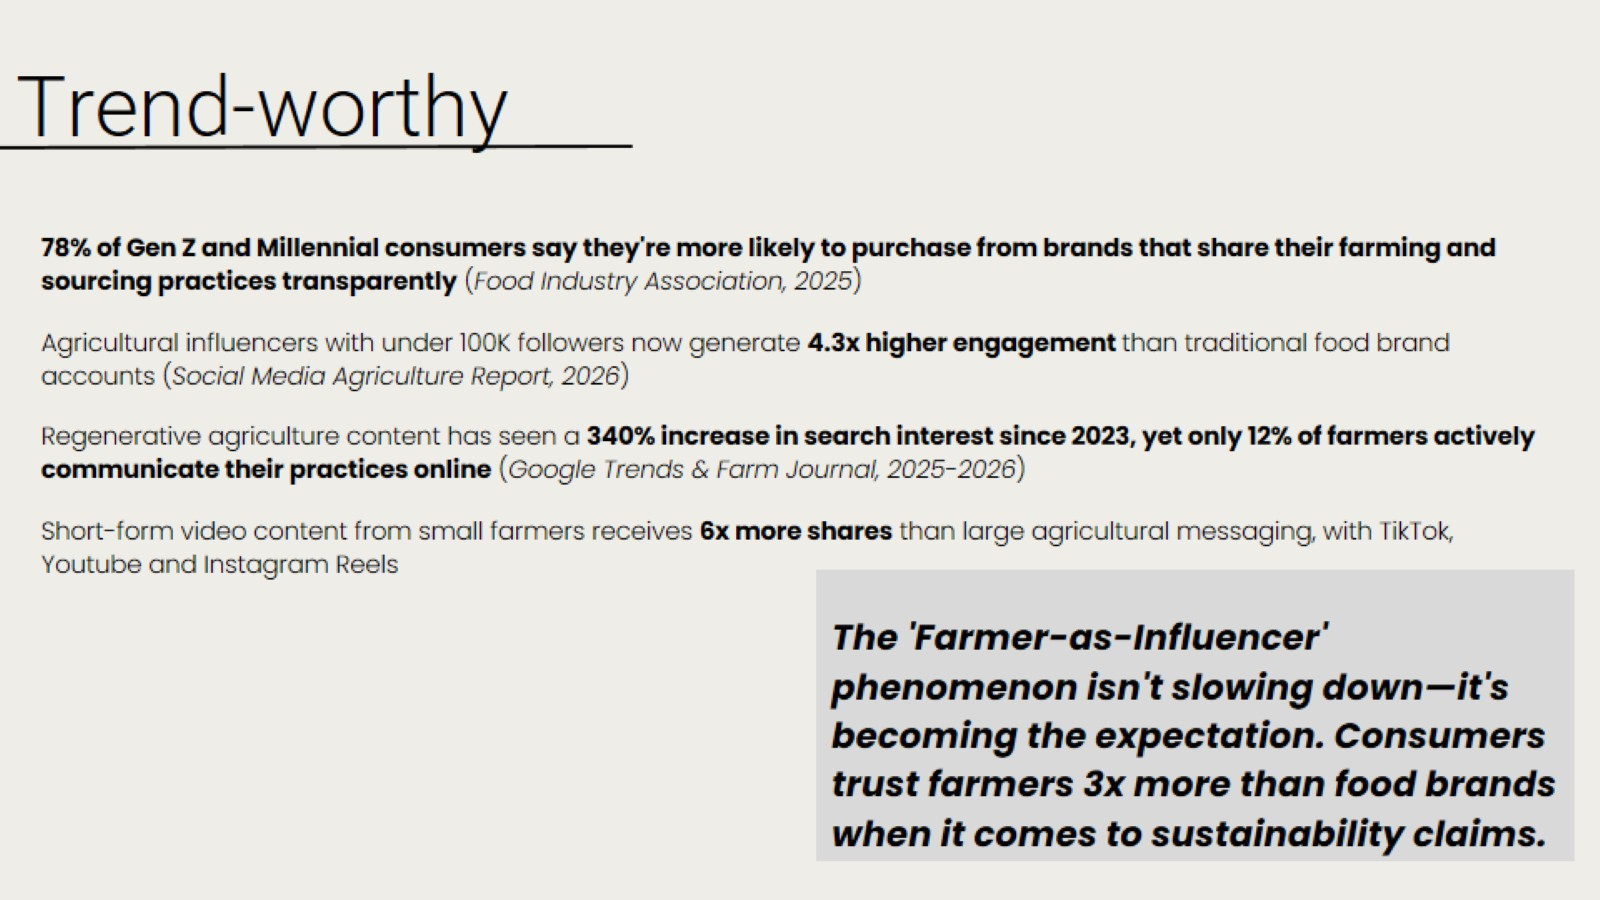 Trend-worthy
78% of Gen Z and Millennial consumers say they're more likely to purchase from brands that share their farming and
sourcing practices transparently (Food Industry Association, 2025)
Agricultural influencers with under 100K followers now generate 4.3x higher engagement than traditional food brand
accounts (Social Media Agriculture Report, 2026)
Regenerative agriculture content has seen a 340% increase in search interest since 2023, yet only 12% of farmers actively
communicate their practices online (Google Trends & Farm Journal, 2025-2026)
Short-form video content from small farmers receives 6x more shares than large agricultural messaging, with TikTok,
Youtube and Instagram Reels
The 'Farmer-as-Influencer'
phenomenon isn't slowing down—it's
becoming the expectation. Consumers
trust farmers 3x more than food brands
when it comes to sustainability claims.